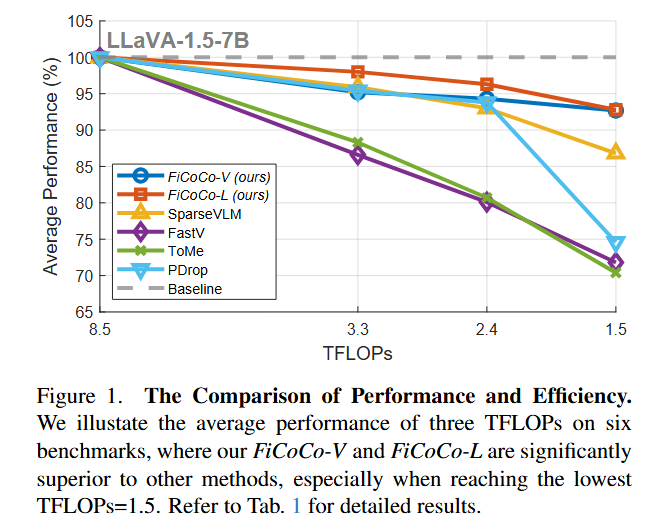 105
LLaVA-1.5-7B
100
95
90
85
80
75
70
65
Average Performance (%)
FiCoCo-V (ours)
FiCoCo-L (ours)
SparseVLM
FastV
ToMe
PDrop
Baseline
8.5
3.3
2.4
1.5
TFLOPs
Figure 1. The Comparison of Performance and Efficiency.
We illustate the average performance of three TFLOPs on six
benchmarks, where our FiCoCo-V and FiCoCo-L are significantly
superior to other methods, especially when reaching the lowest
TFLOPs=1.5. Refer to Tab. 1 for detailed results.